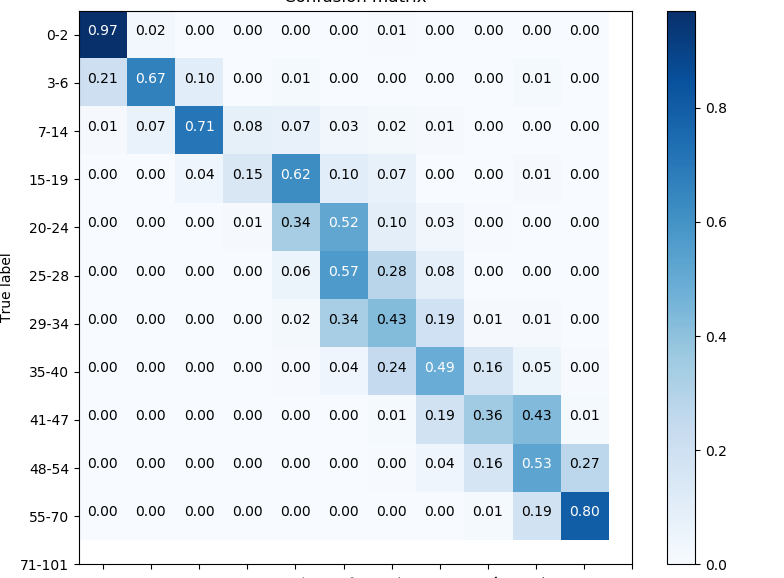 Confusion matrix
0-2 0.97 0.02 0.00 0.00 0.00 0.00 0.01 0.00 0.00 0.00 0.00
3-6 0.21 0.67 0.10 0.00 0.01 0.00 0.00 0.00 0.00 0.01 0.00
7-14 0.01 0.07 0.71 0.08 0.07 0.03 0.02 0.01 0.00 0.00 0.00
15-19 0.00 0.00 0.04 0.15 0.62 0.10 0.07 0.00 0.00 0.01 0.00
20-24 0.00 0.00 0.00 0.01 0.34 0.52 0.10 0.03 0.00 0.00 0.00
25-28 0.00 0.00 0.00 0.00 0.06 0.57 0.28 0.08 0.00 0.00 0.00
29-34 0.00 0.00 0.00 0.00 0.02 0.34 0.43 0.19 0.01 0.01 0.00
35-40 0.00 0.00 0.00 0.00 0.00 0.04 0.24 0.49 0.16 0.05 0.00
41-47 0.00 0.00 0.00 0.00 0.00 0.00 0.01 0.19 0.36 0.43 0.01
48-54 0.00 0.00 0.00 0.00 0.00 0.00 0.00 0.04 0.16 0.53 0.27
55-70 0.00 0.00 0.00 0.00 0.00 0.00 0.00 0.00 0.01 0.19 0.80
71-101
True label
0.8
0.6
0.4
0.2
0.0